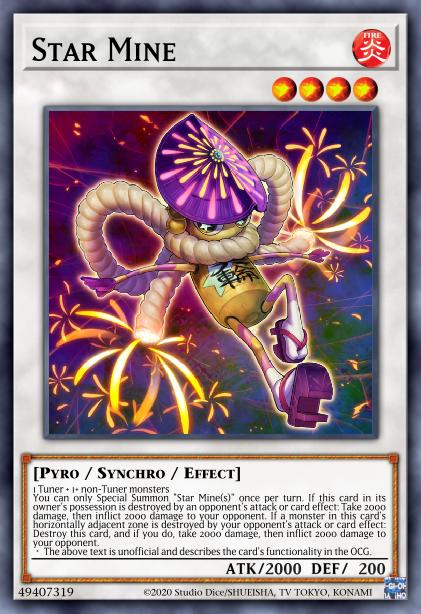 STAR MINE
FIRE
炎
[PYRO / SYNCHRO / EFFECT]
1 Tuner + 1+ non-Tuner monsters
You can only Special Summon "Star Mine(s)" once per turn. If this card in its
owner's possession is destroyed by an opponent's attack or card effect: Take 2000
damage, then inflict 2000 damage to your opponent. If a monster in this card's
horizontally adjacent zone is destroyed by your opponent's attack or card effect:
Destroy this card, and if you do, take 2000 damage, then inflict 2000 damage to
your opponent.
· The above text is unofficial and describes the card's functionality in the OCG.
ATK/2000 DEF/ 200
49407319
©2020 Studio Dice/SHUEISHA, TV TOKYO, KONAMI